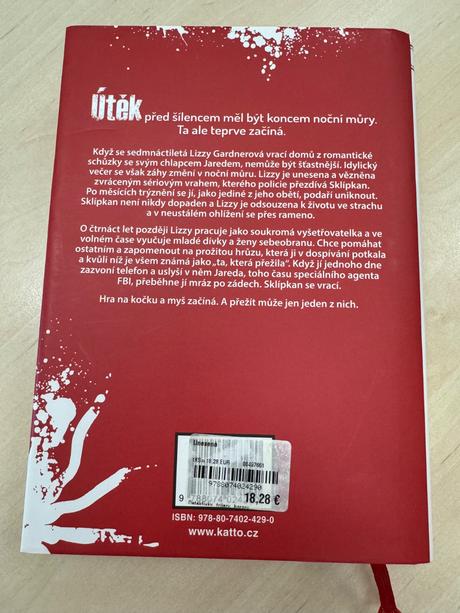 Útěk před šílencem měl být koncem noční můry.
Ta ale teprve začíná.
Když se sedmnáctiletá Lizzy Gardnerová vrací domů z romantické
schůzky se svým chlapcem Jaredem, nemůže být šťastnější. Idylický
večer se však záhy změní v noční můru. Lizzy je unesena a vězněna
zvráceným sériovým vrahem, kterého policie přezdívá Sklípkan.
Po měsících trýznění se jí, jako jediné z jeho obětí, podaří uniknout.
Sklípkan není nikdy dopaden a Lizzy je odsouzena k životu ve strachu
a v neustálém ohlížení se přes rameno.
O čtrnáct let později Lizzy pracuje jako soukromá vyšetřovatelka a ve
volném čase vyučuje mladé dívky a ženy sebeobranu. Chce pomáhat
ostatním a zapomenout na prožitou hrůzu, která ji v dospívání potkala
a kvůli níž je všem známá jako „ta, která přežila“. Když jí jednoho dne
zazvoní telefon a uslyší v něm Jareda, toho času speciálního agenta
FBI, přeběhne jí mráz po zádech. Sklípkan se vrací.
Hra na kočku a myš začíná. A přežít může jen jeden z nich.
Unesená
1KS= 18.28 EUR
9788074024290
18,28 €
ISBN: 978-80-7402-429-0
www.katto.cz